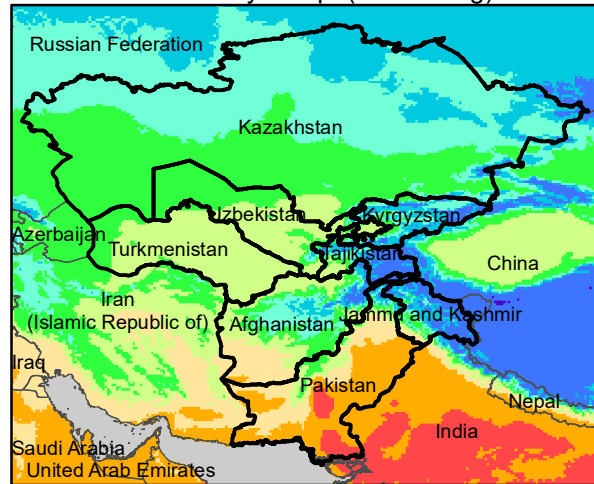 Russian Federation
Kazakhstan
Uzbekistan
Kyrgyzstan
Azerbaijan
Turkmenistan
Tajikistan
China
Iran
(Islamic Republic of)
Afghanistan
Jammu and Kashmir
Iraq
Pakistan
Nepal
India
Saudi Arabia
United Arab Emirates